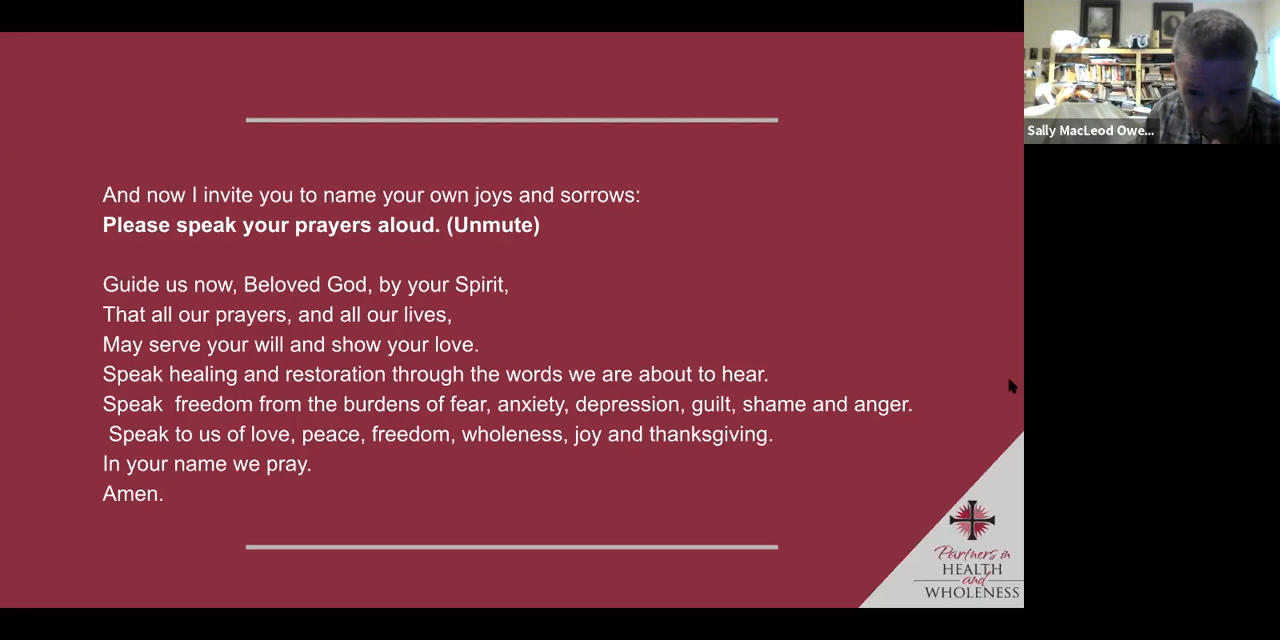 And now I invite you to name your own joys and sorrows:
Please speak your prayers aloud. (Unmute)
Guide us now, Beloved God, by your Spirit,
That all our prayers, and all our lives,
May serve your will and show your love.
Speak healing and restoration through the words we are about to hear.
Speak  freedom from the burdens of fear, anxiety, depression, guilt, shame and anger.
Speak to us of love, peace, freedom, wholeness, joy and thanksgiving.
In your name we pray.
Amen.
Partners in
HEALTH
and
WHOLENESS
Sally MacLeod Owe...